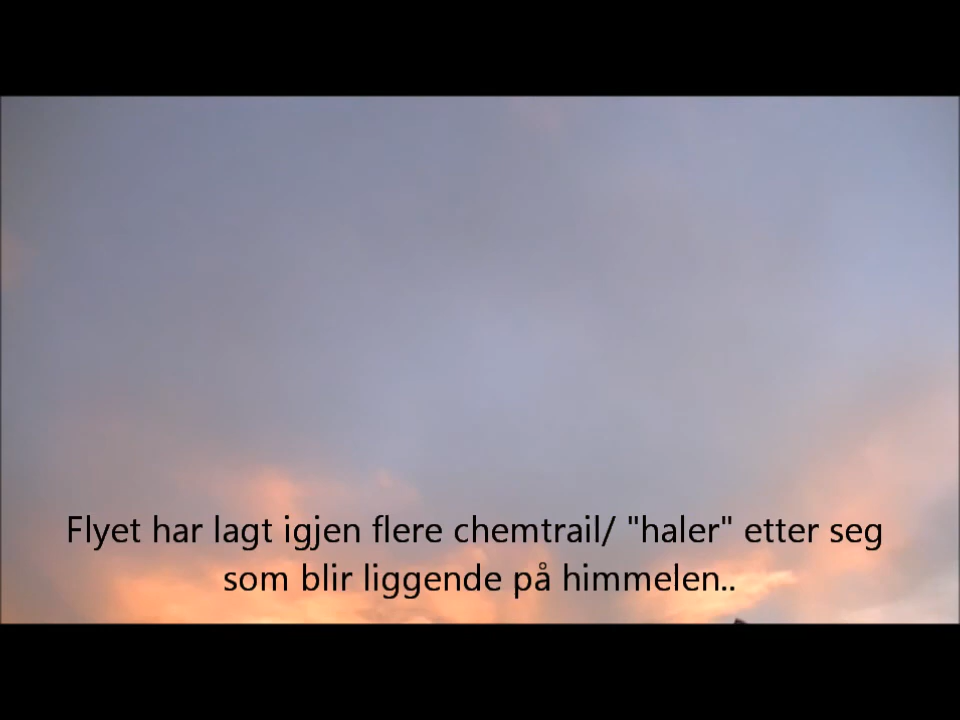 Flyet har lagt igjen flere chemtrail/ "haler" etter seg
som blir liggende på himmelen..